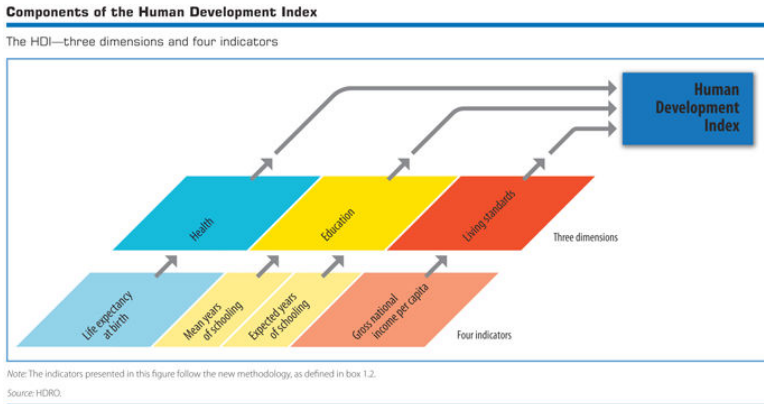 Components of the Human Development Index
The HDI—three dimensions and four indicators
Human
Development
Index
Health
Education
Living standards
Three dimensions
Life expectancy
at birth
Mean years
of schooling
Expected years
of schooling
Gross national
income per capita
Four indicators
Note: The indicators presented in this figure follow the new methodology, as defined in box 1.2.
Source: HDRO.